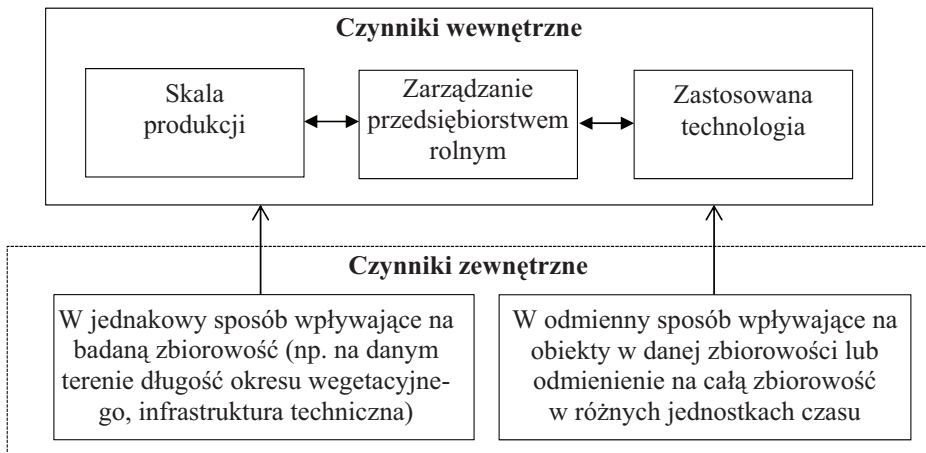 Czynniki wewnętrzne
Skala
produkcji
Zarządzanie
przedsiębiorstwem
rolnym
Zastosowana
technologia
Czynniki zewnętrzne
W jednakowy sposób wpływające na
badaną zbiorowość (np. na danym
terenie długość okresu wegetacyjne-
go, infrastruktura techniczna)
W odmienny sposób wpływające na
obiekty w danej zbiorowości lub
odmienienie na całą zbiorowość
w różnych jednostkach czasu